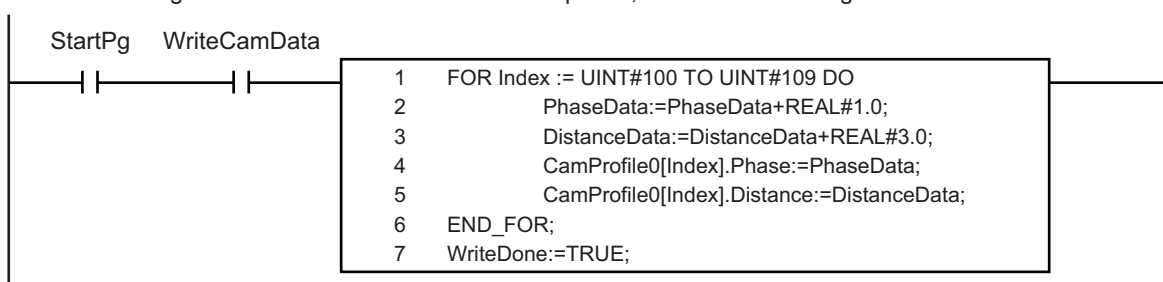 StartPg WriteCamData
1 FOR Index := UINT#100 TO UINT#109 DO
2 PhaseData:=PhaseData+REAL#1.0;
3 DistanceData:=DistanceData+REAL#3.0;
4 CamProfile0[Index].Phase:=PhaseData;
5 CamProfile0[Index].Distance:=DistanceData;
6 END_FOR;
7 WriteDone:=TRUE;